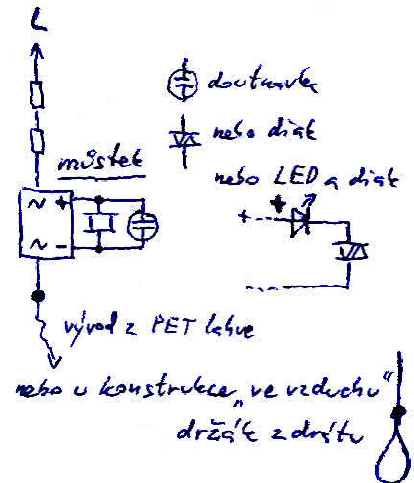 L
doutnavka
nebo diak
můstek
nebo LED a diak
+
~ +
~ -
+
vývod z PET lahve
nebo u konstrukce „ve vzduchu“
držák z drátu